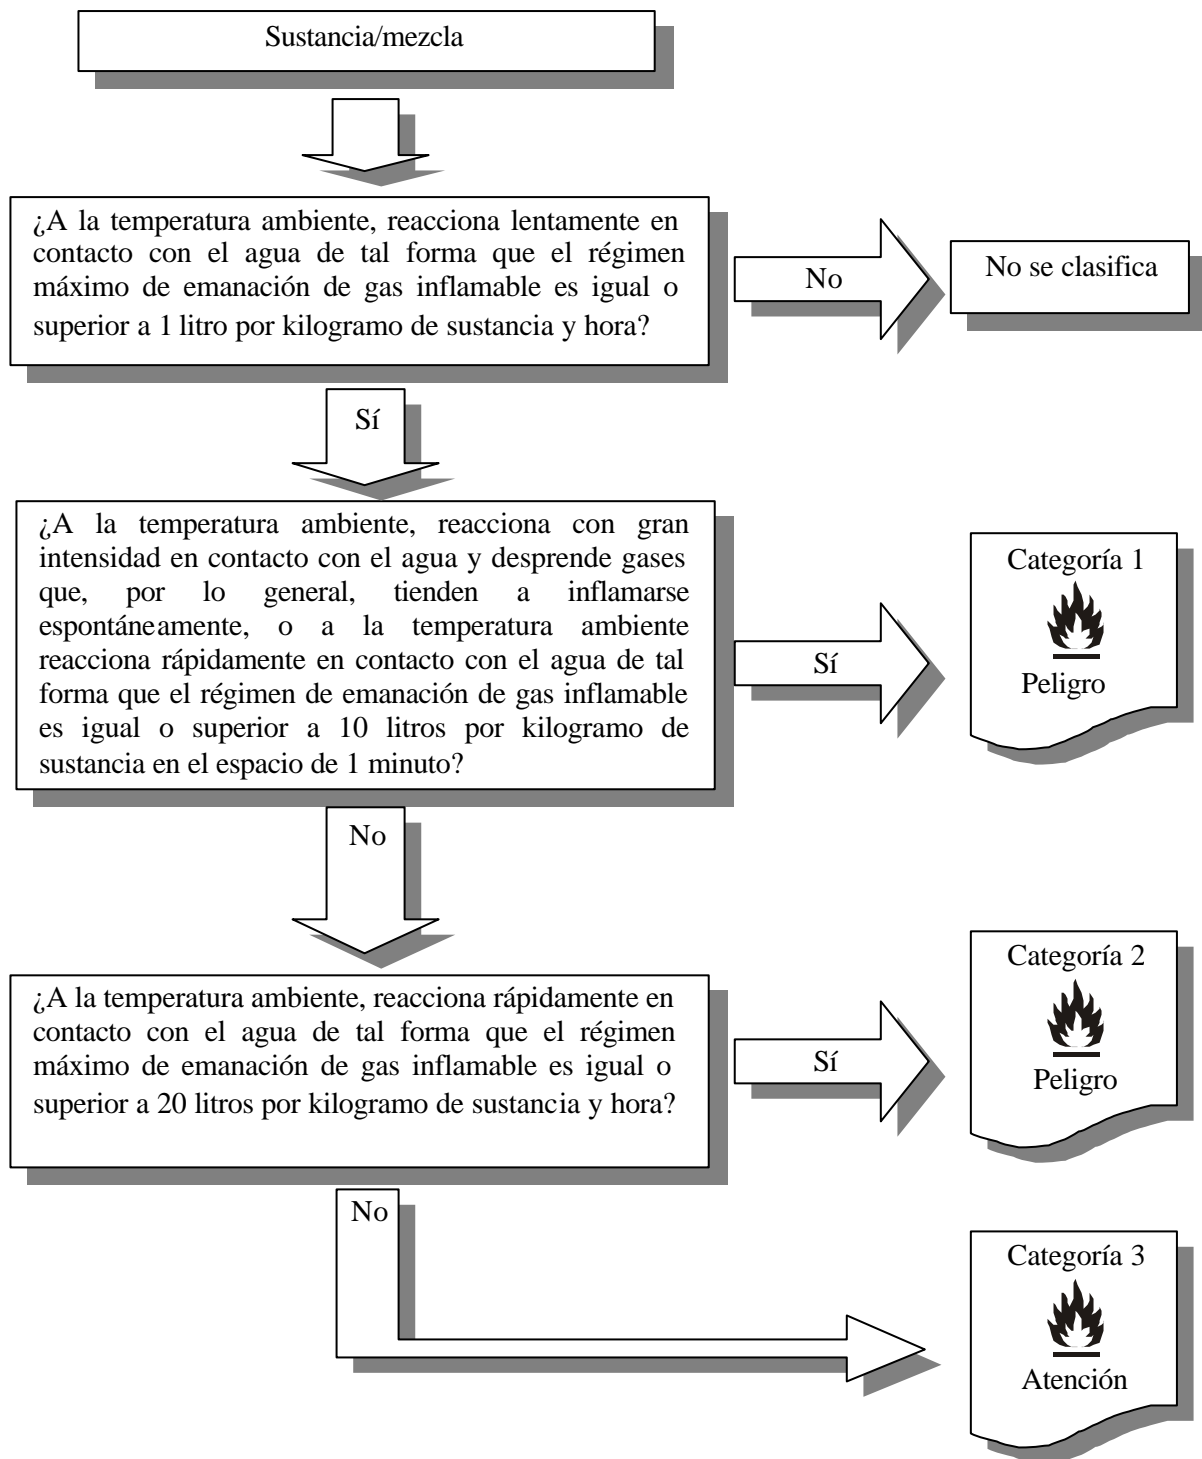 Sustancia/mezcla
¿A la temperatura ambiente, reacciona lentamente en
contacto con el agua de tal forma que el régimen
máximo de emanación de gas inflamable es igual o
superior a 1 litro por kilogramo de sustancia y hora?
No
No se clasifica
Sí
¿A la temperatura ambiente, reacciona con gran
intensidad en contacto con el agua y desprende gases
que, por lo general, tienden a inflamarse
espontáneamente, o a la temperatura ambiente
reacciona rápidamente en contacto con el agua de tal
forma que el régimen de emanación de gas inflamable
es igual o superior a 10 litros por kilogramo de
sustancia en el espacio de 1 minuto?
Sí
Categoría 1
Peligro
No
¿A la temperatura ambiente, reacciona rápidamente en
contacto con el agua de tal forma que el régimen
máximo de emanación de gas inflamable es igual o
superior a 20 litros por kilogramo de sustancia y hora?
Sí
Categoría 2
Peligro
No
Categoría 3
Atención